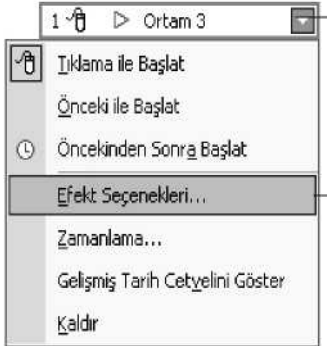 1 Ortam 3
Tıklama ile Başlat
Önceki ile Başlat
Öncekinden Sonra Başlat
Efekt Seçenekleri...
Zamanlama...
Gelişmiş Tarih Cetvelini Göster
Kaldır